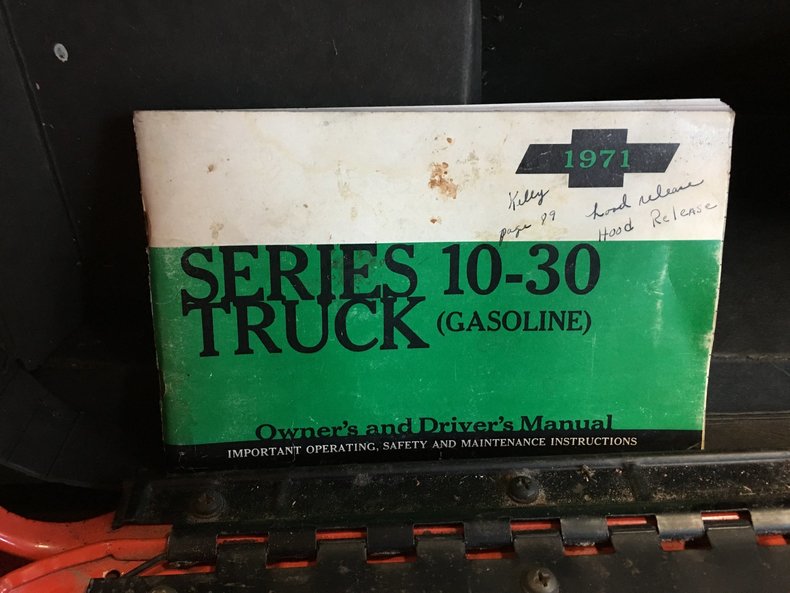 1971
Kelly
page 89
hood release
Hood Release
SERIES 10-30
TRUCK (GASOLINE)
Owner's and Driver's Manual
IMPORTANT OPERATING, SAFETY AND MAINTENANCE INSTRUCTIONS